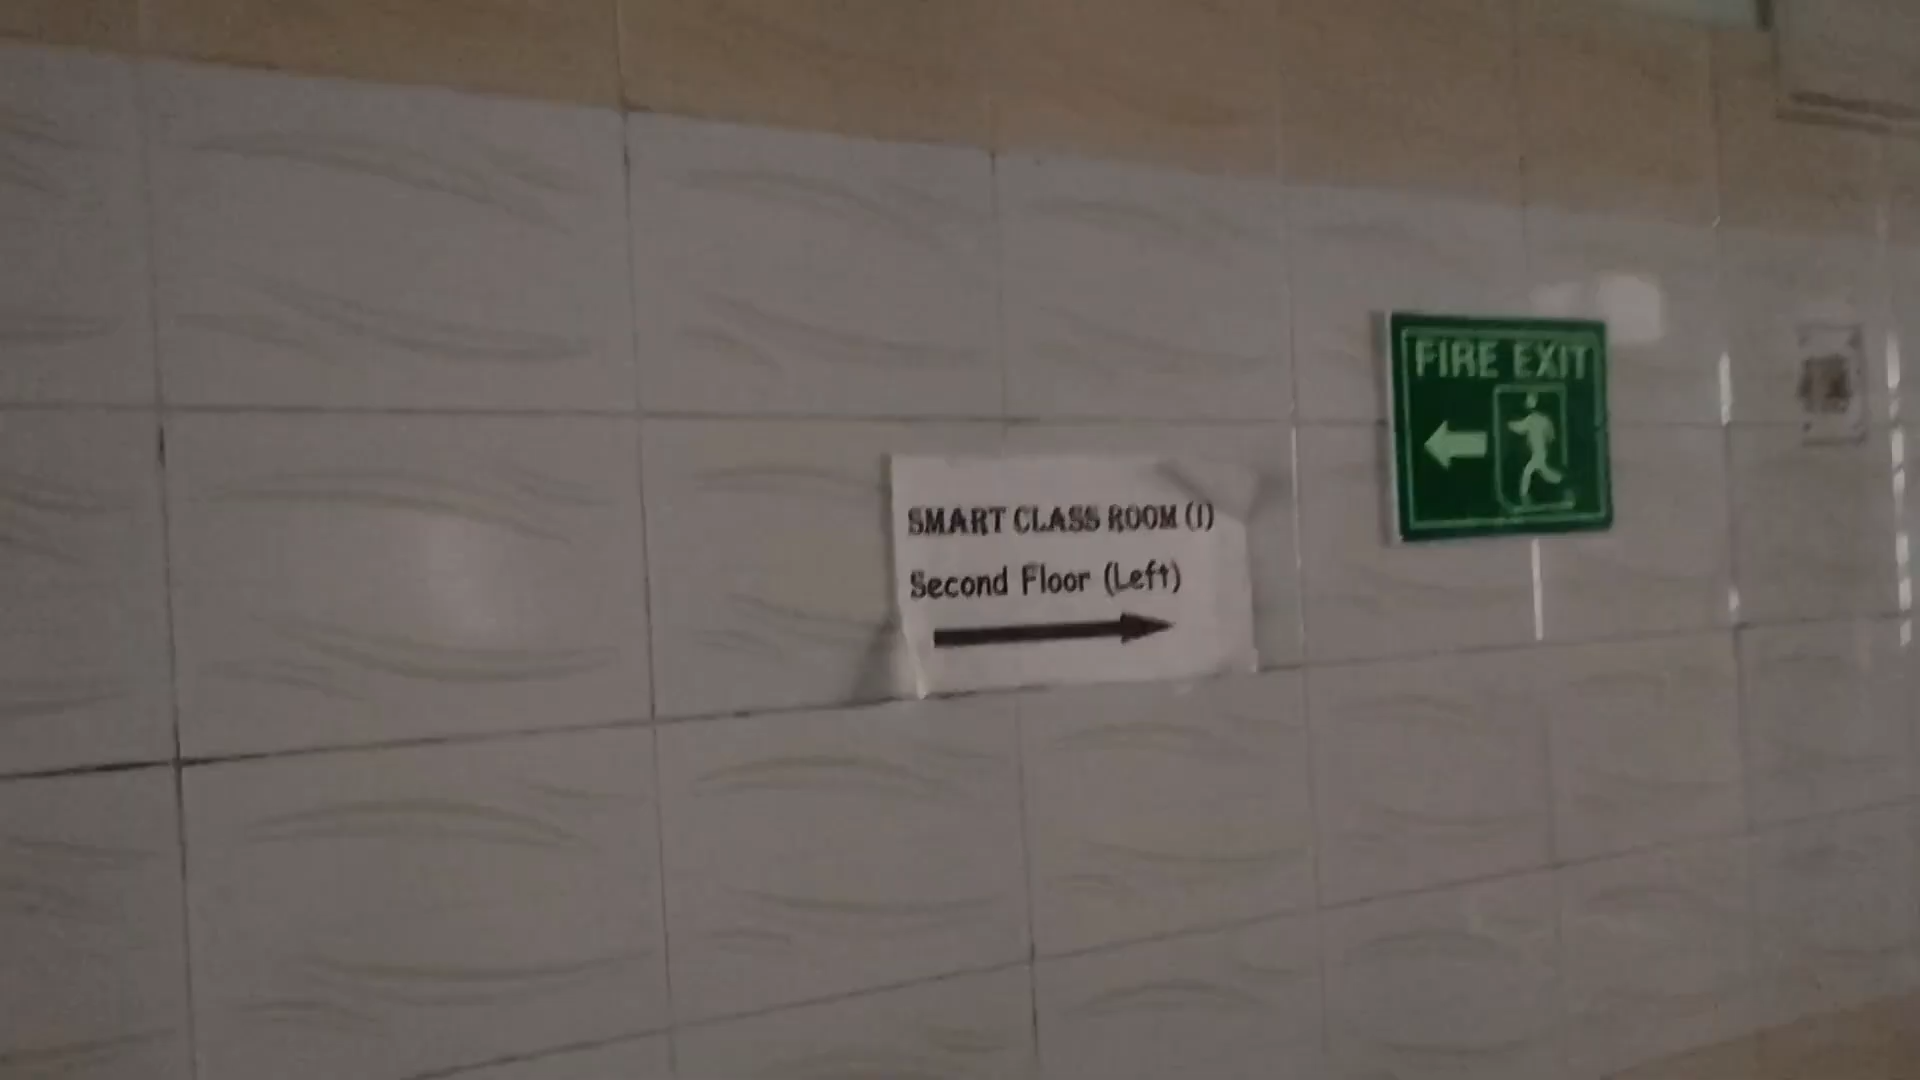 SMART CLASS ROOM (I)
Second Floor (Left)
FIRE EXIT